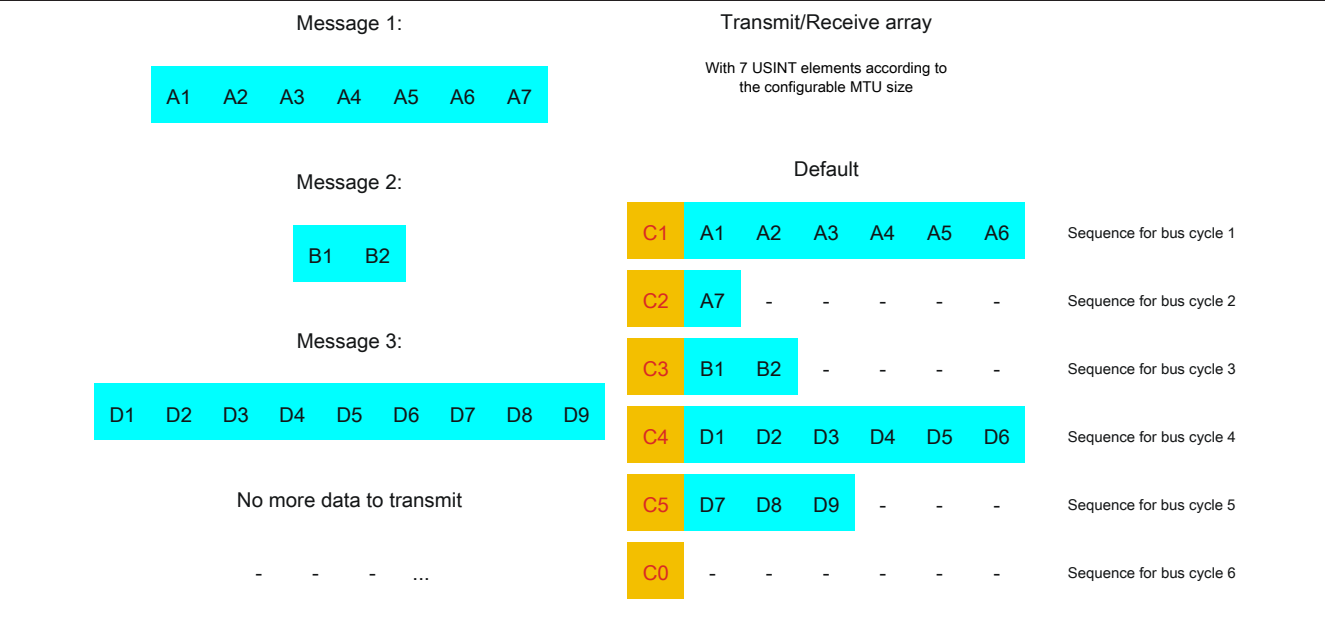 Message 1:
A1 A2 A3 A4 A5 A6 A7
Message 2:
B1 B2
Message 3:
D1 D2 D3 D4 D5 D6 D7 D8 D9
No more data to transmit
- - - ...
Transmit/Receive array
With 7 USINT elements according to
the configurable MTU size
Default
C1 A1 A2 A3 A4 A5 A6 Sequence for bus cycle 1
C2 A7 - - - - - Sequence for bus cycle 2
C3 B1 B2 - - - - Sequence for bus cycle 3
C4 D1 D2 D3 D4 D5 D6 Sequence for bus cycle 4
C5 D7 D8 D9 - - - Sequence for bus cycle 5
C0 - - - - - - Sequence for bus cycle 6